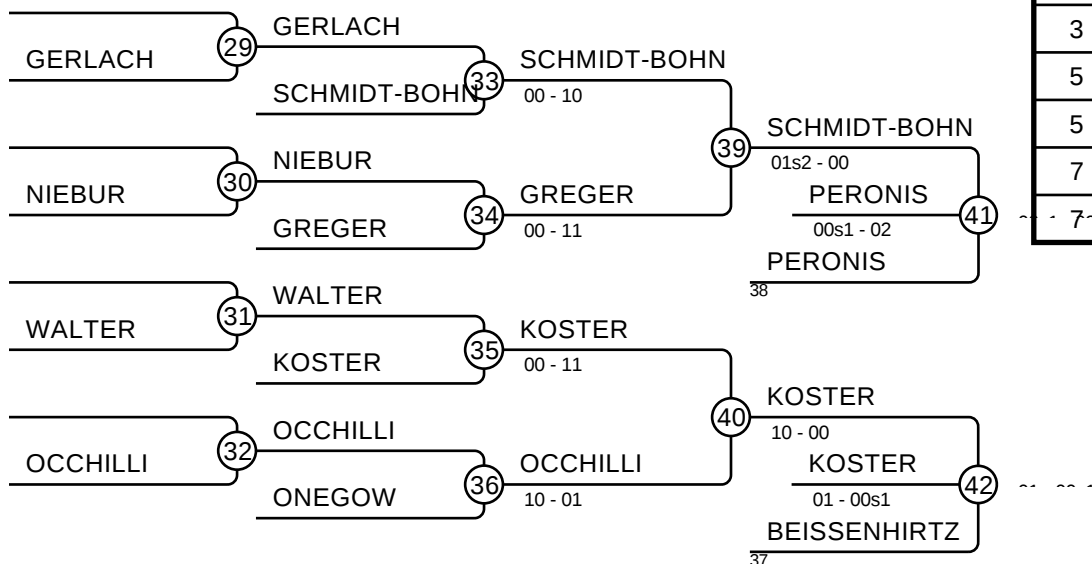 GERLACH
29
GERLACH
SCHMIDT-BOHN
33
SCHMIDT-BOHN
00 - 10
NIEBUR
30
NIEBUR
GREGER
34
GREGER
00 - 11
39
SCHMIDT-BOHN
01s2 - 00
PERONIS
00s1 - 02
41
PERONIS
38
WALTER
31
WALTER
KOSTER
35
KOSTER
00 - 11
OCCHILLI
32
OCCHILLI
ONEGOW
36
OCCHILLI
10 - 01
40
KOSTER
10 - 00
KOSTER
01 - 00s1
42
BEISSENHIRTZ
37
3
5
5
7
7